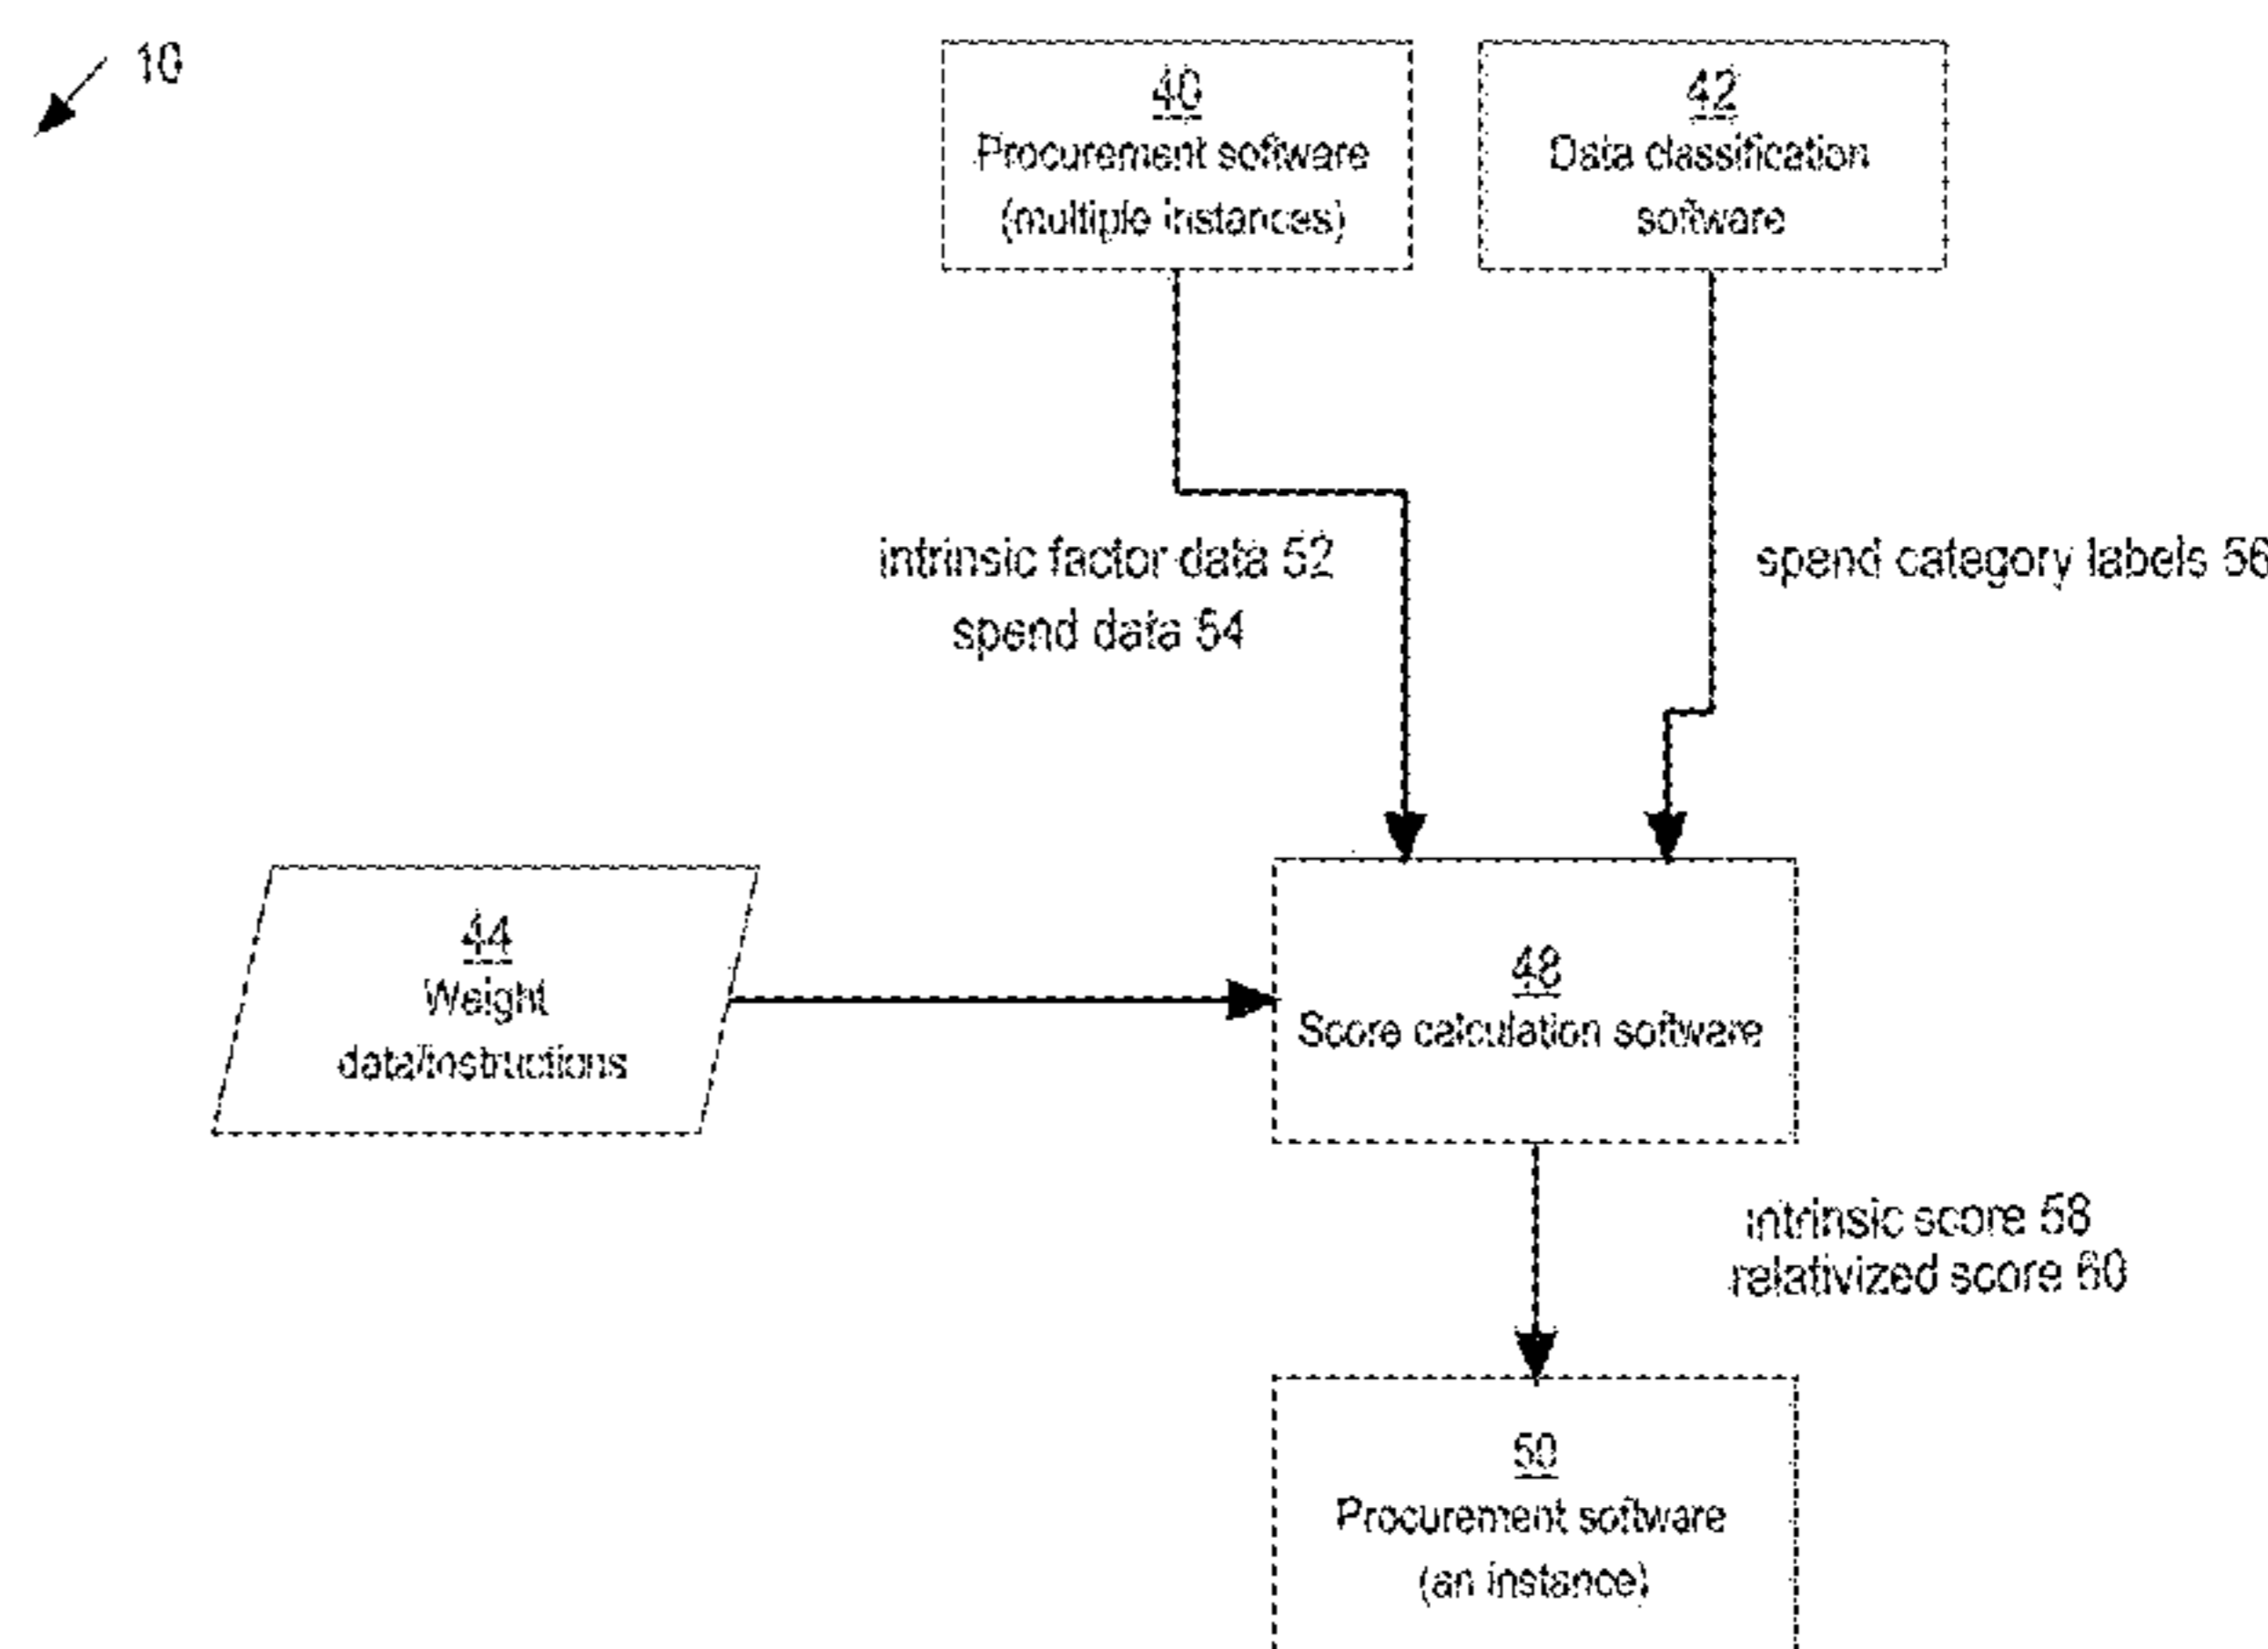 10
40
Procurement software
(multiple instances)
42
Data classification
software
intrinsic factor data 52
spend data 54
spend category labels 56
44
Weight
data/instructions
48
Score calculation software
intrinsic score 58
relativized score 60
50
Procurement software
(an instance)